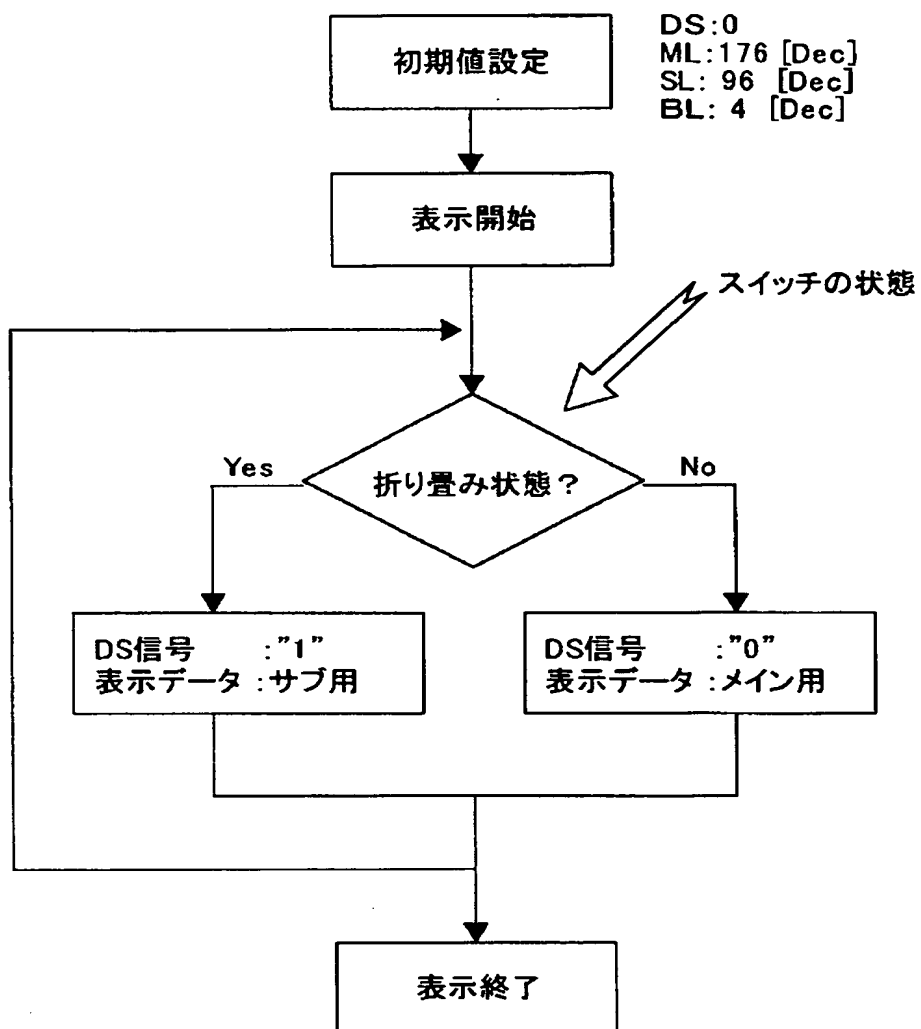 初期値設定
DS:0
ML:176 [Dec]
SL: 96 [Dec]
BL: 4 [Dec]
表示開始
スイッチの状態
折り畳み状態?
Yes
No
DS信号 :"1"
表示データ :サブ用
DS信号 :"0"
表示データ :メイン用
表示終了